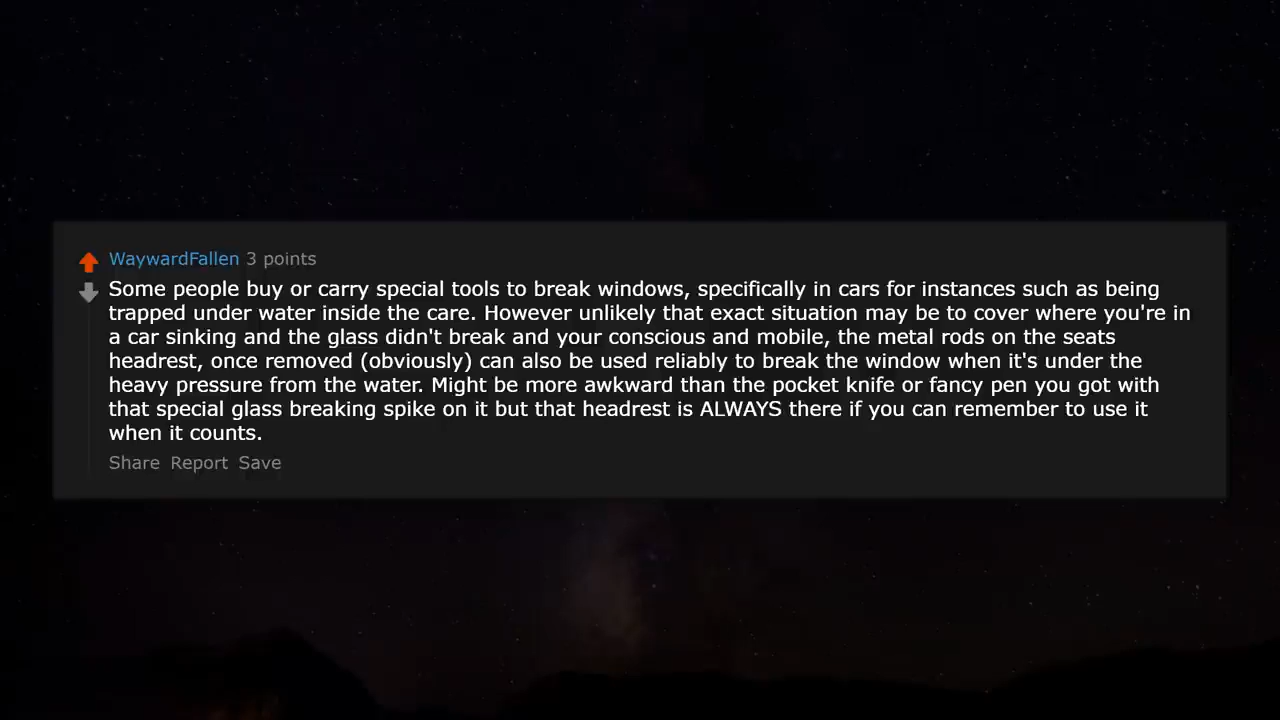 WaywardFallen 3 points
Some people buy or carry special tools to break windows, specifically in cars for instances such as being
trapped under water inside the care. However unlikely that exact situation may be to cover where you're in
a car sinking and the glass didn't break and your conscious and mobile, the metal rods on the seats
headrest, once removed (obviously) can also be used reliably to break the window when it's under the
heavy pressure from the water. Might be more awkward than the pocket knife or fancy pen you got with
that special glass breaking spike on it but that headrest is ALWAYS there if you can remember to use it
when it counts.
Share Report Save